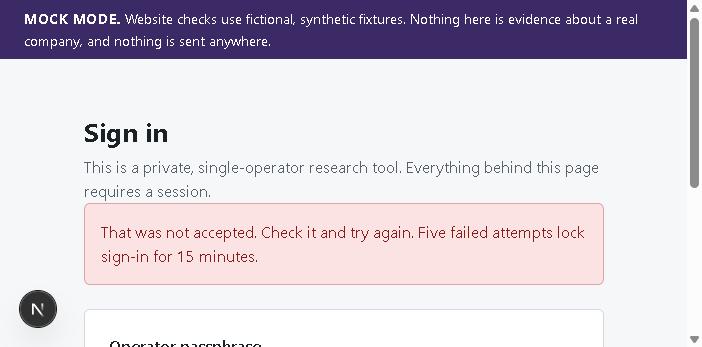 MOCK MODE. Website checks use fictional, synthetic fixtures. Nothing here is evidence about a real
company, and nothing is sent anywhere.
Sign in
This is a private, single-operator research tool. Everything behind this page
requires a session.
That was not accepted. Check it and try again. Five failed attempts lock
sign-in for 15 minutes.
N
Operator passphrase